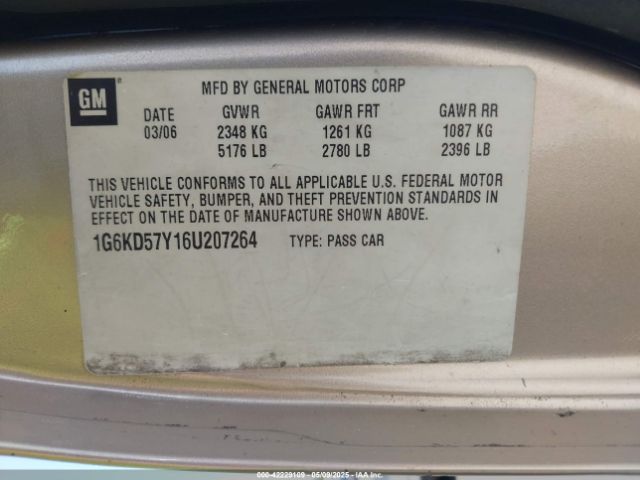 GM
MFD BY GENERAL MOTORS CORP
DATE GVWR GAWR FRT GAWR RR
03/06 2348 KG 1261 KG 1087 KG
5176 LB 2780 LB 2396 LB
THIS VEHICLE CONFORMS TO ALL APPLICABLE U.S. FEDERAL MOTOR
VEHICLE SAFETY, BUMPER, AND THEFT PREVENTION STANDARDS IN
EFFECT ON THE DATE OF MANUFACTURE SHOWN ABOVE.
1G6KD57Y16U207264 TYPE: PASS CAR
000-42229109 - 05/09/2025 - IAAI.COM